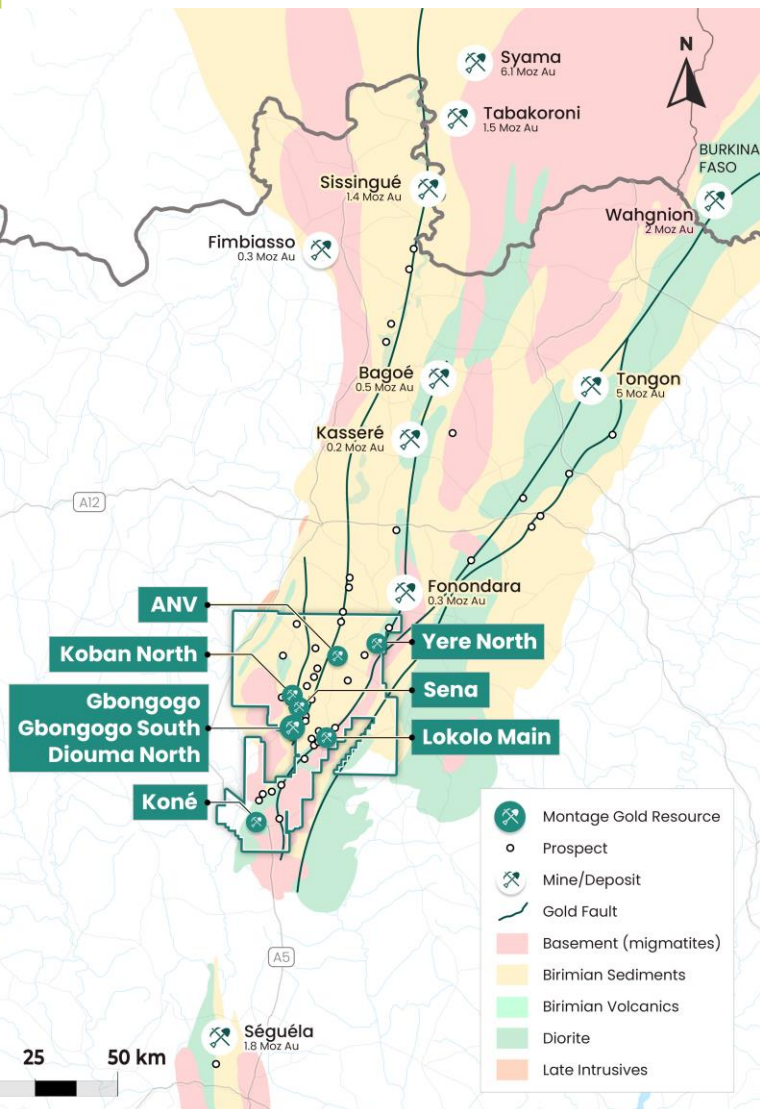 Syama
6.1 Moz Au
N
Tabakoroni
1.5 Moz Au
BURKINA
FASO
Sissingué
1.4 Moz Au
Wahgnion
2 Moz Au
Fimbiasso
0.3 Moz Au
Bagoé
0.5 Moz Au
Tongon
5 Moz Au
Kasseré
0.2 Moz Au
A12
Fonondara
0.3 Moz Au
ANV
Yere North
Koban North
Sena
Gbongogo
Gbongogo South
Diouma North
Lokolo Main
Koné
Montage Gold Resource
Prospect
Mine/Deposit
Gold Fault
Basement (migmatites)
Birimian Sediments
Birimian Volcanics
Diorite
Late Intrusives
A5
Séguéla
1.8 Moz Au
25
50 km